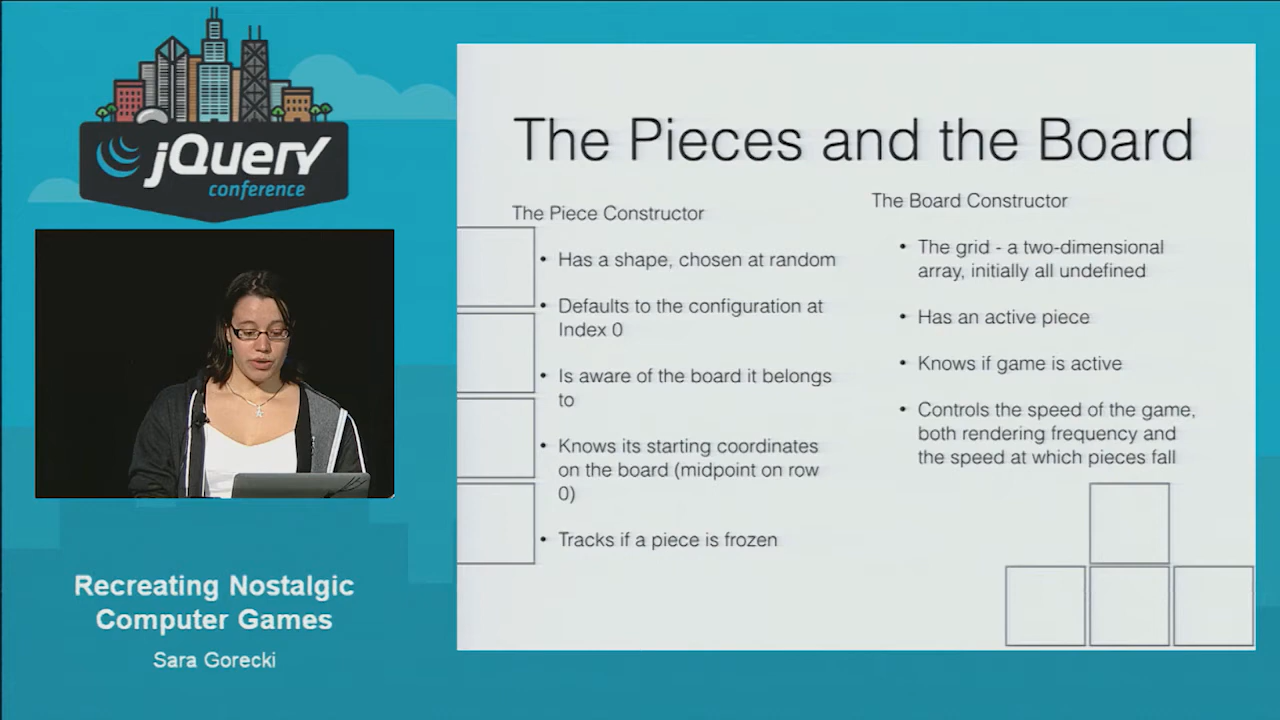 jQuery
conference
Recreating Nostalgic
Computer Games
Sara Gorecki
The Pieces and the Board
The Piece Constructor
• Has a shape, chosen at random
• Defaults to the configuration at
Index 0
• Is aware of the board it belongs
to
• Knows its starting coordinates
on the board (midpoint on row
0)
• Tracks if a piece is frozen
The Board Constructor
• The grid - a two-dimensional
array, initially all undefined
• Has an active piece
• Knows if game is active
• Controls the speed of the game,
both rendering frequency and
the speed at which pieces fall